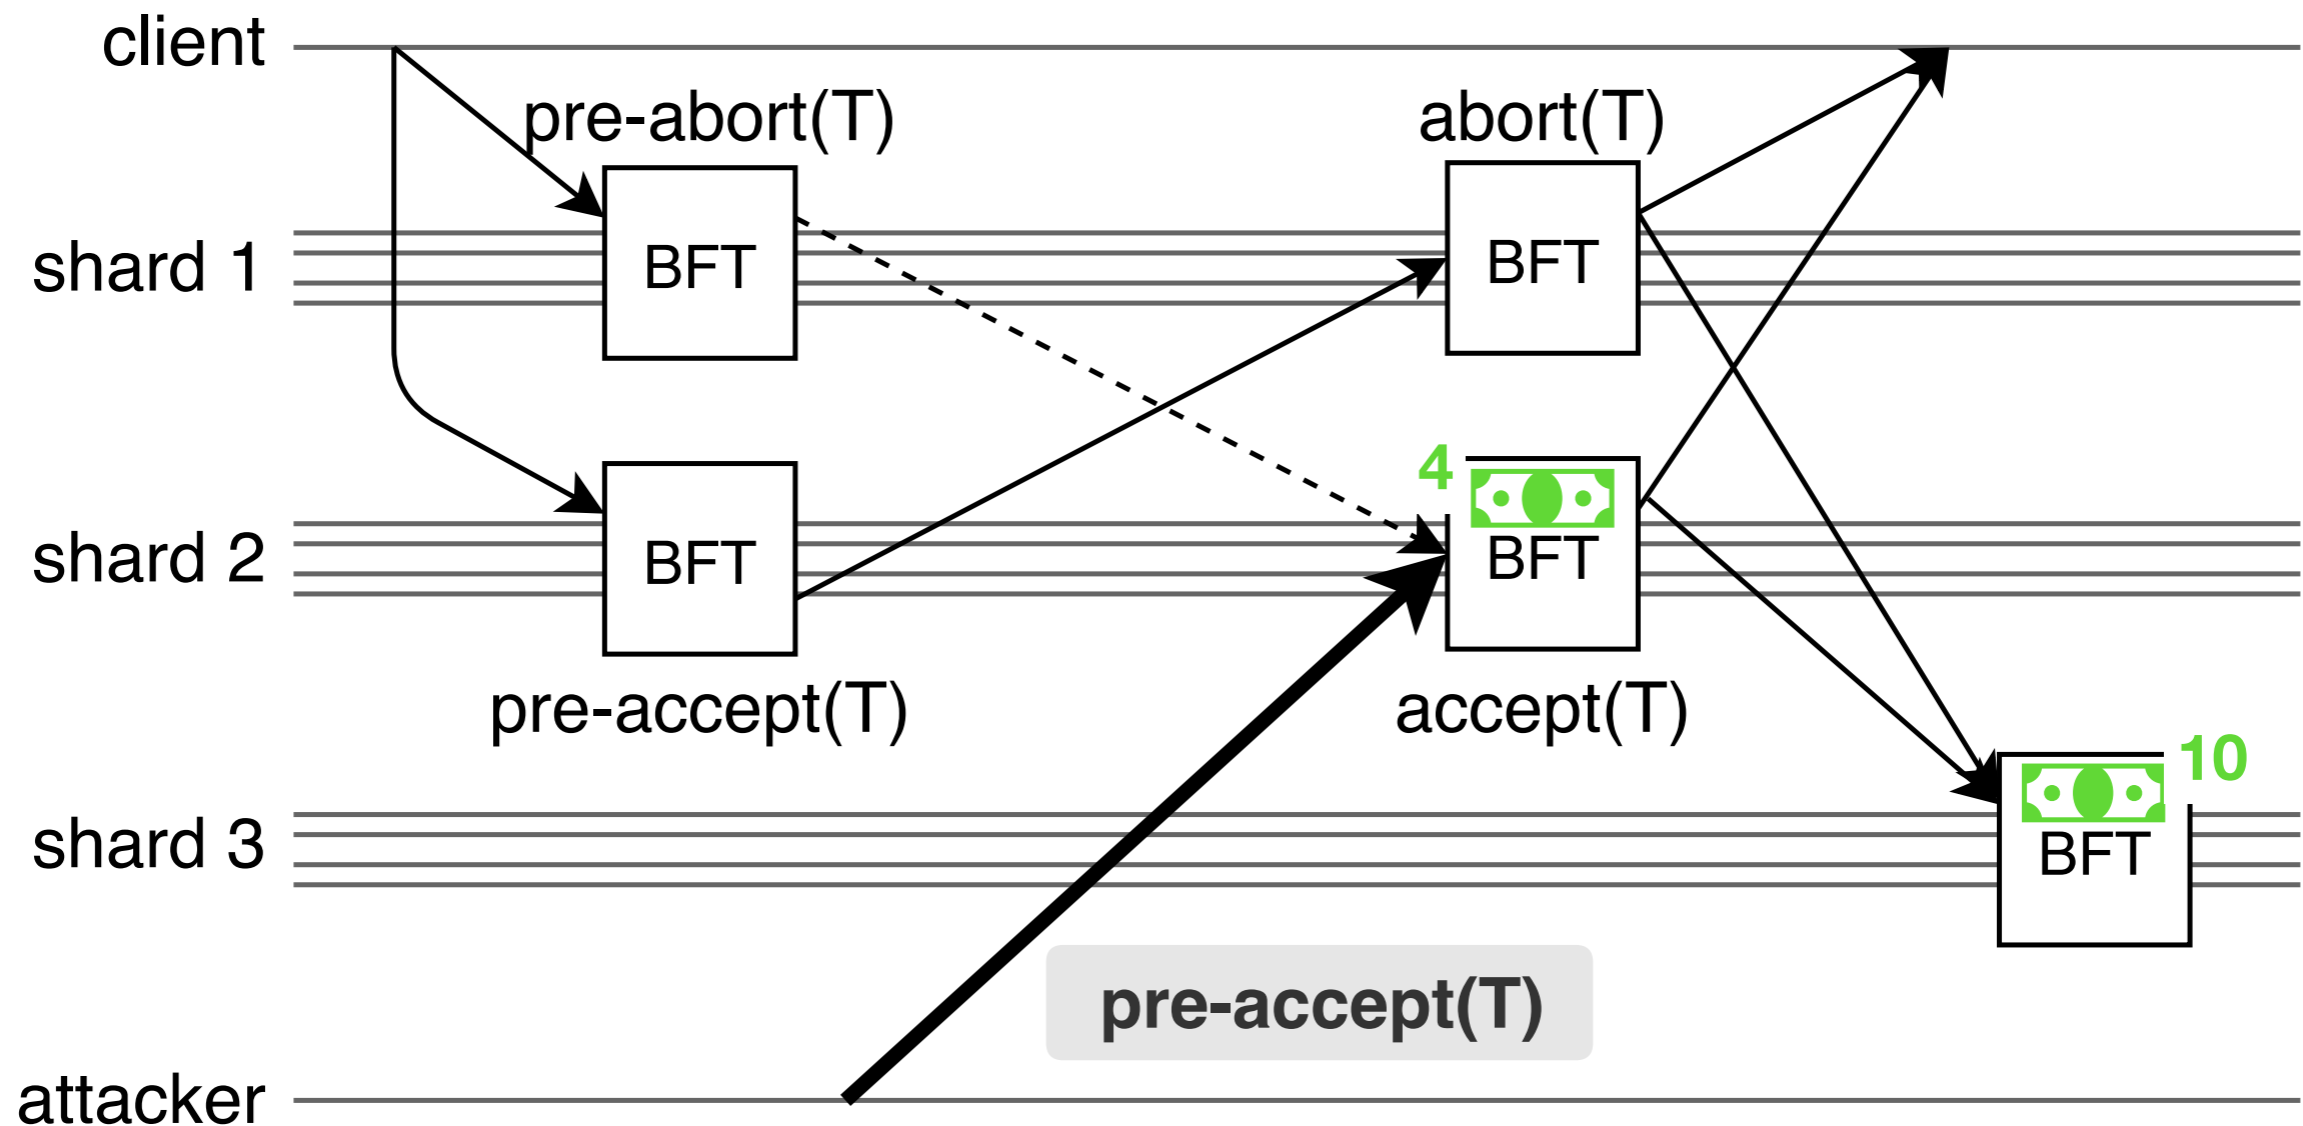 client
pre-abort(T)
abort(T)
shard 1
BFT
BFT
4
shard 2
BFT
BFT
pre-accept(T)
accept(T)
10
shard 3
BFT
pre-accept(T)
attacker